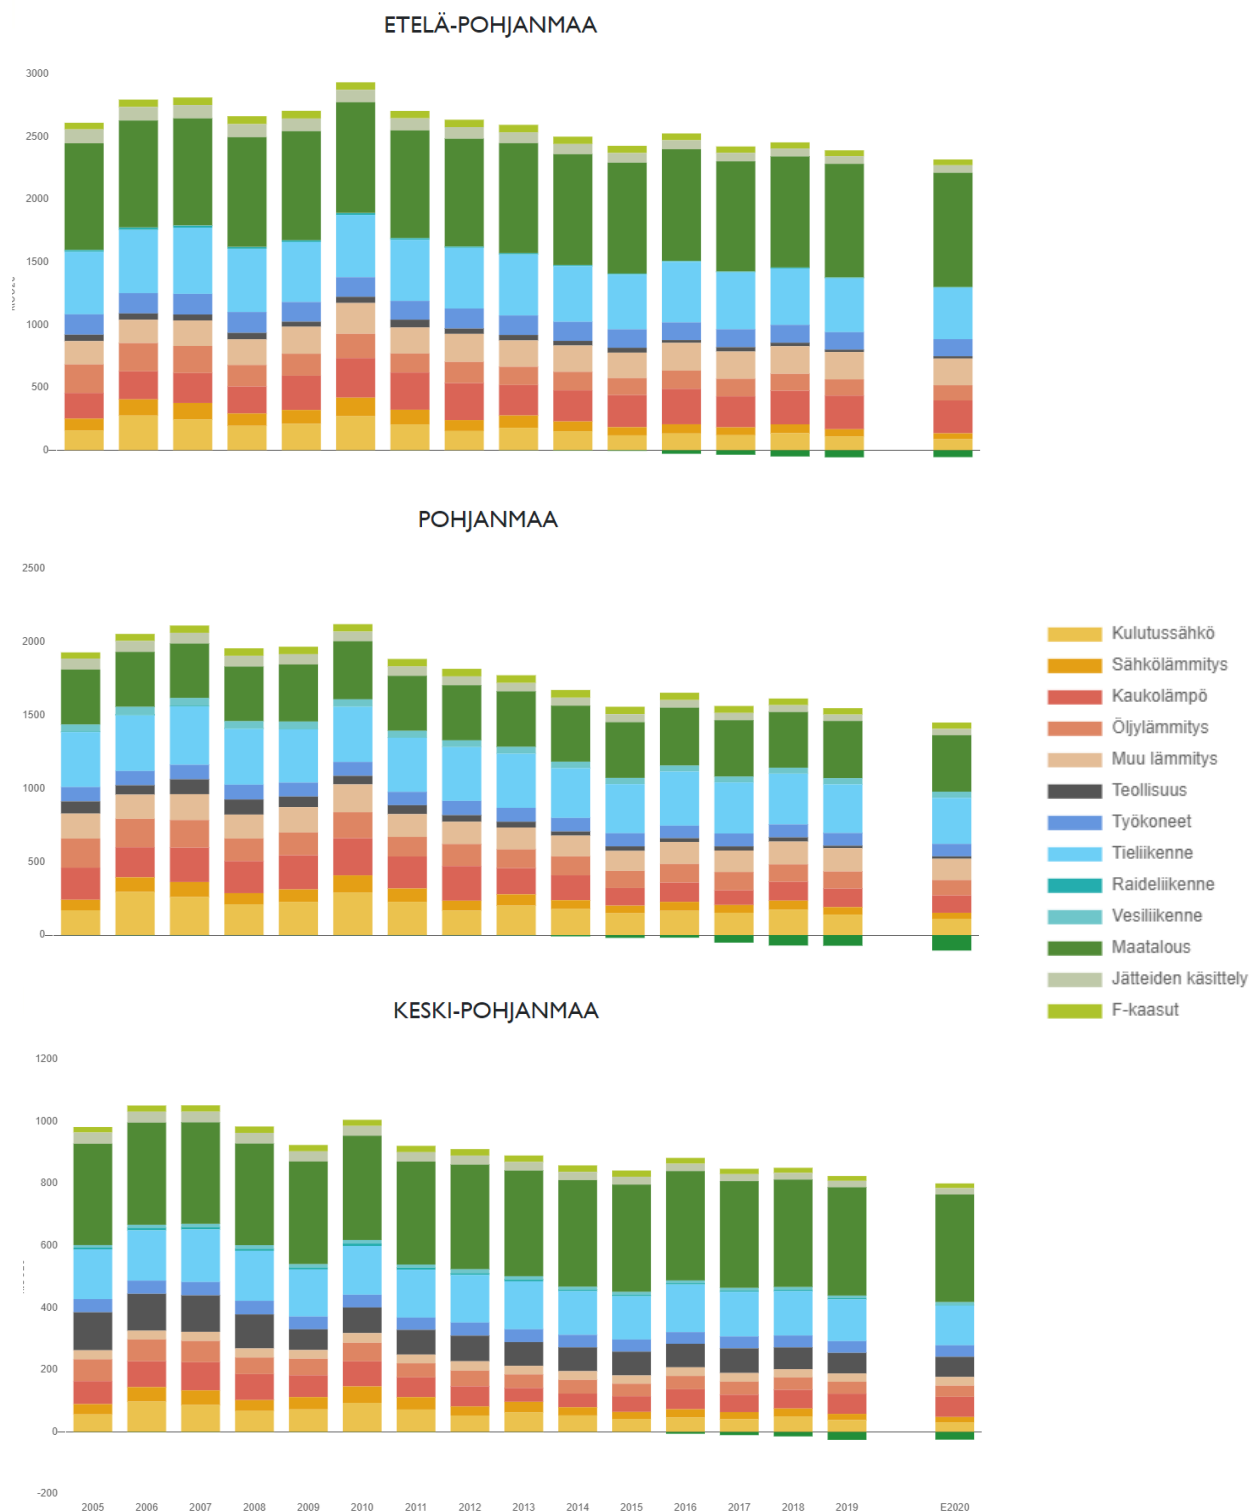 ETELÄ-POHJANMAA
3000
2500
2000
1500
1000
500
0
POHJANMAA
2500
2000
1500
1000
500
0
Kulutussähkö
Sähkölämmitys
Kaukolämpö
Öljylämmitys
Muu lämmitys
Teollisuus
Työkoneet
Tieliikenne
Raideliikenne
Vesiliikenne
Maatalous
Jätteiden käsittely
F-kaasut
KESKI-POHJANMAA
1200
1000
800
600
400
200
0
-200
2005 2006 2007 2008 2009 2010 2011 2012 2013 2014 2015 2016 2017 2018 2019 E2020